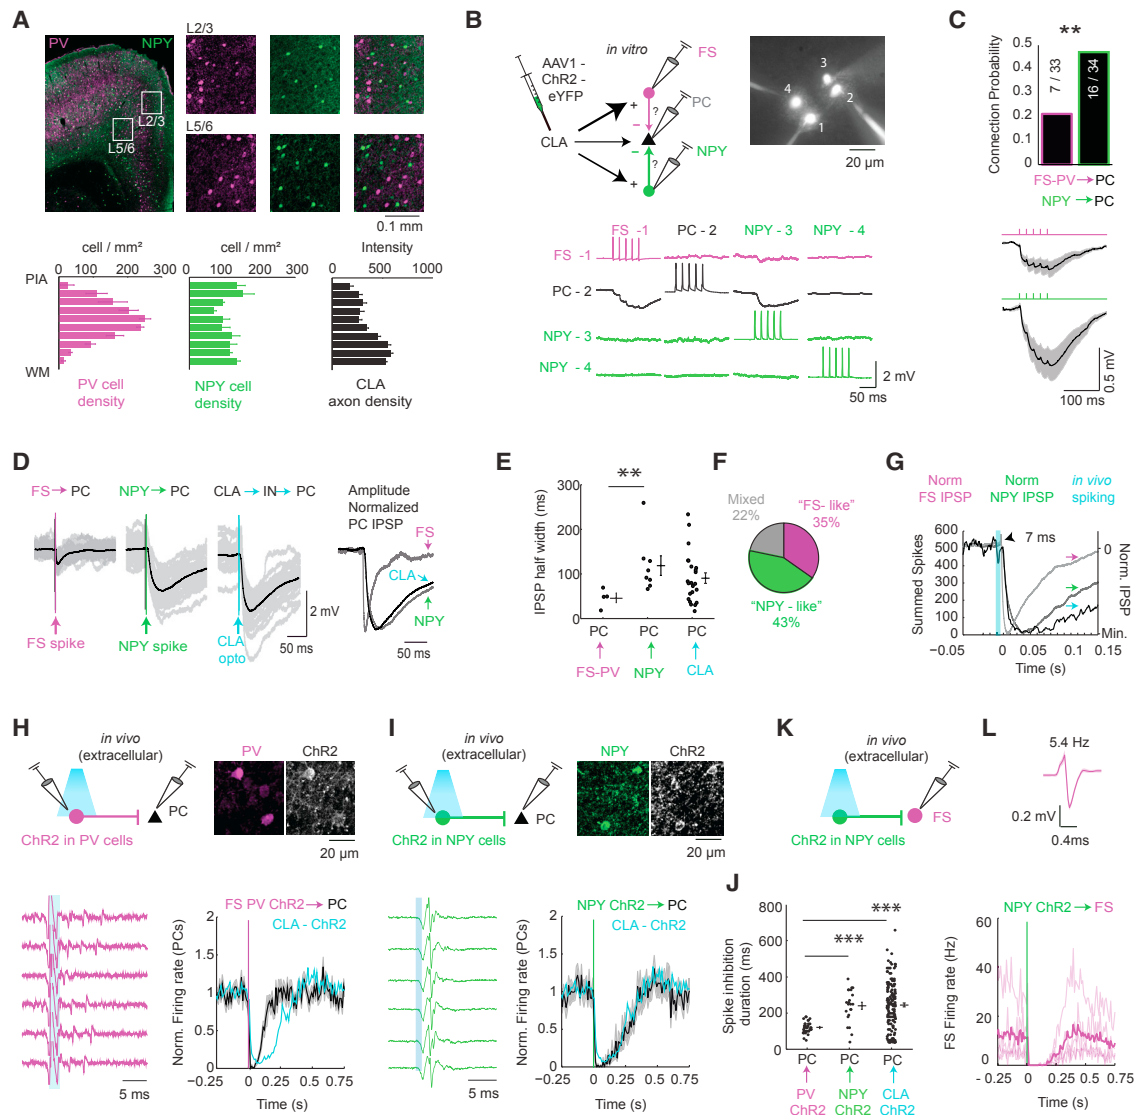 A
PV
NPY
L2/3
L5/6
L2/3
L5/6
0.1 mm
cell / mm²
0 100 200 300
cell / mm²
0 100 200 300
Intensity
0 500 1000
PIA
WM
PV cell
density
NPY cell
density
CLA
axon density
B
AAV1 -
ChR2 -
eYFP
in vitro
FS
PC
NPY
CLA
+
+
−
−
?
?
1
2
3
4
20 µm
FS -1
PC - 2
NPY - 3
NPY - 4
FS -1
PC - 2
NPY - 3
NPY - 4
2 mV
50 ms
C
**
Connection Probability
0.5
0.4
0.3
0.2
0.1
0
7 / 33
16 / 34
FS-PV→PC
NPY →PC
0.5 mV
100 ms
D
FS→ PC
NPY→ PC
CLA →IN→ PC
Amplitude
Normalized
PC IPSP
FS
CLA
NPY
FS spike
NPY spike
CLA
opto
2 mV
50 ms
50 ms
E
**
IPSP half width (ms)
300
200
100
0
PC
PC
PC
FS-PV
NPY
CLA
F
Mixed
22%
"FS- like"
35%
"NPY - like"
43%
G
Norm
FS IPSP
Norm
NPY IPSP
in vivo
spiking
Summed Spikes
600
500
400
300
200
100
0
7 ms
0
Norm. IPSP
Min.
−0.05 0 0.05 0.10 0.15
Time (s)
H
in vivo
(extracellular)
PC
ChR2 in PV cells
PV
ChR2
20 µm
5 ms
FS PV ChR2→ PC
CLA - ChR2
Norm. Firing rate (PCs)
2
1.5
1
0.5
0
−0.25 0 0.25 0.5 0.75
Time (s)
I
in vivo
(extracellular)
PC
ChR2 in NPY cells
NPY
ChR2
20 µm
5 ms
NPY ChR2→ PC
CLA - ChR2
Norm. Firing rate (PCs)
2
1.5
1
0.5
0
−0.25 0 0.25 0.5 0.75
Time (s)
K
in vivo
(extracellular)
FS
ChR2 in NPY cells
L
5.4 Hz
0.2 mV
0.4ms
J
Spike inhibition
duration (ms)
800
600
400
200
0
***
***
PC
PC
PC
PV
ChR2
NPY
ChR2
CLA
ChR2
NPY ChR2→ FS
FS Firing rate (Hz)
60
40
20
0
- 0.25 0 0.25 0.5 0.75
Time (s)